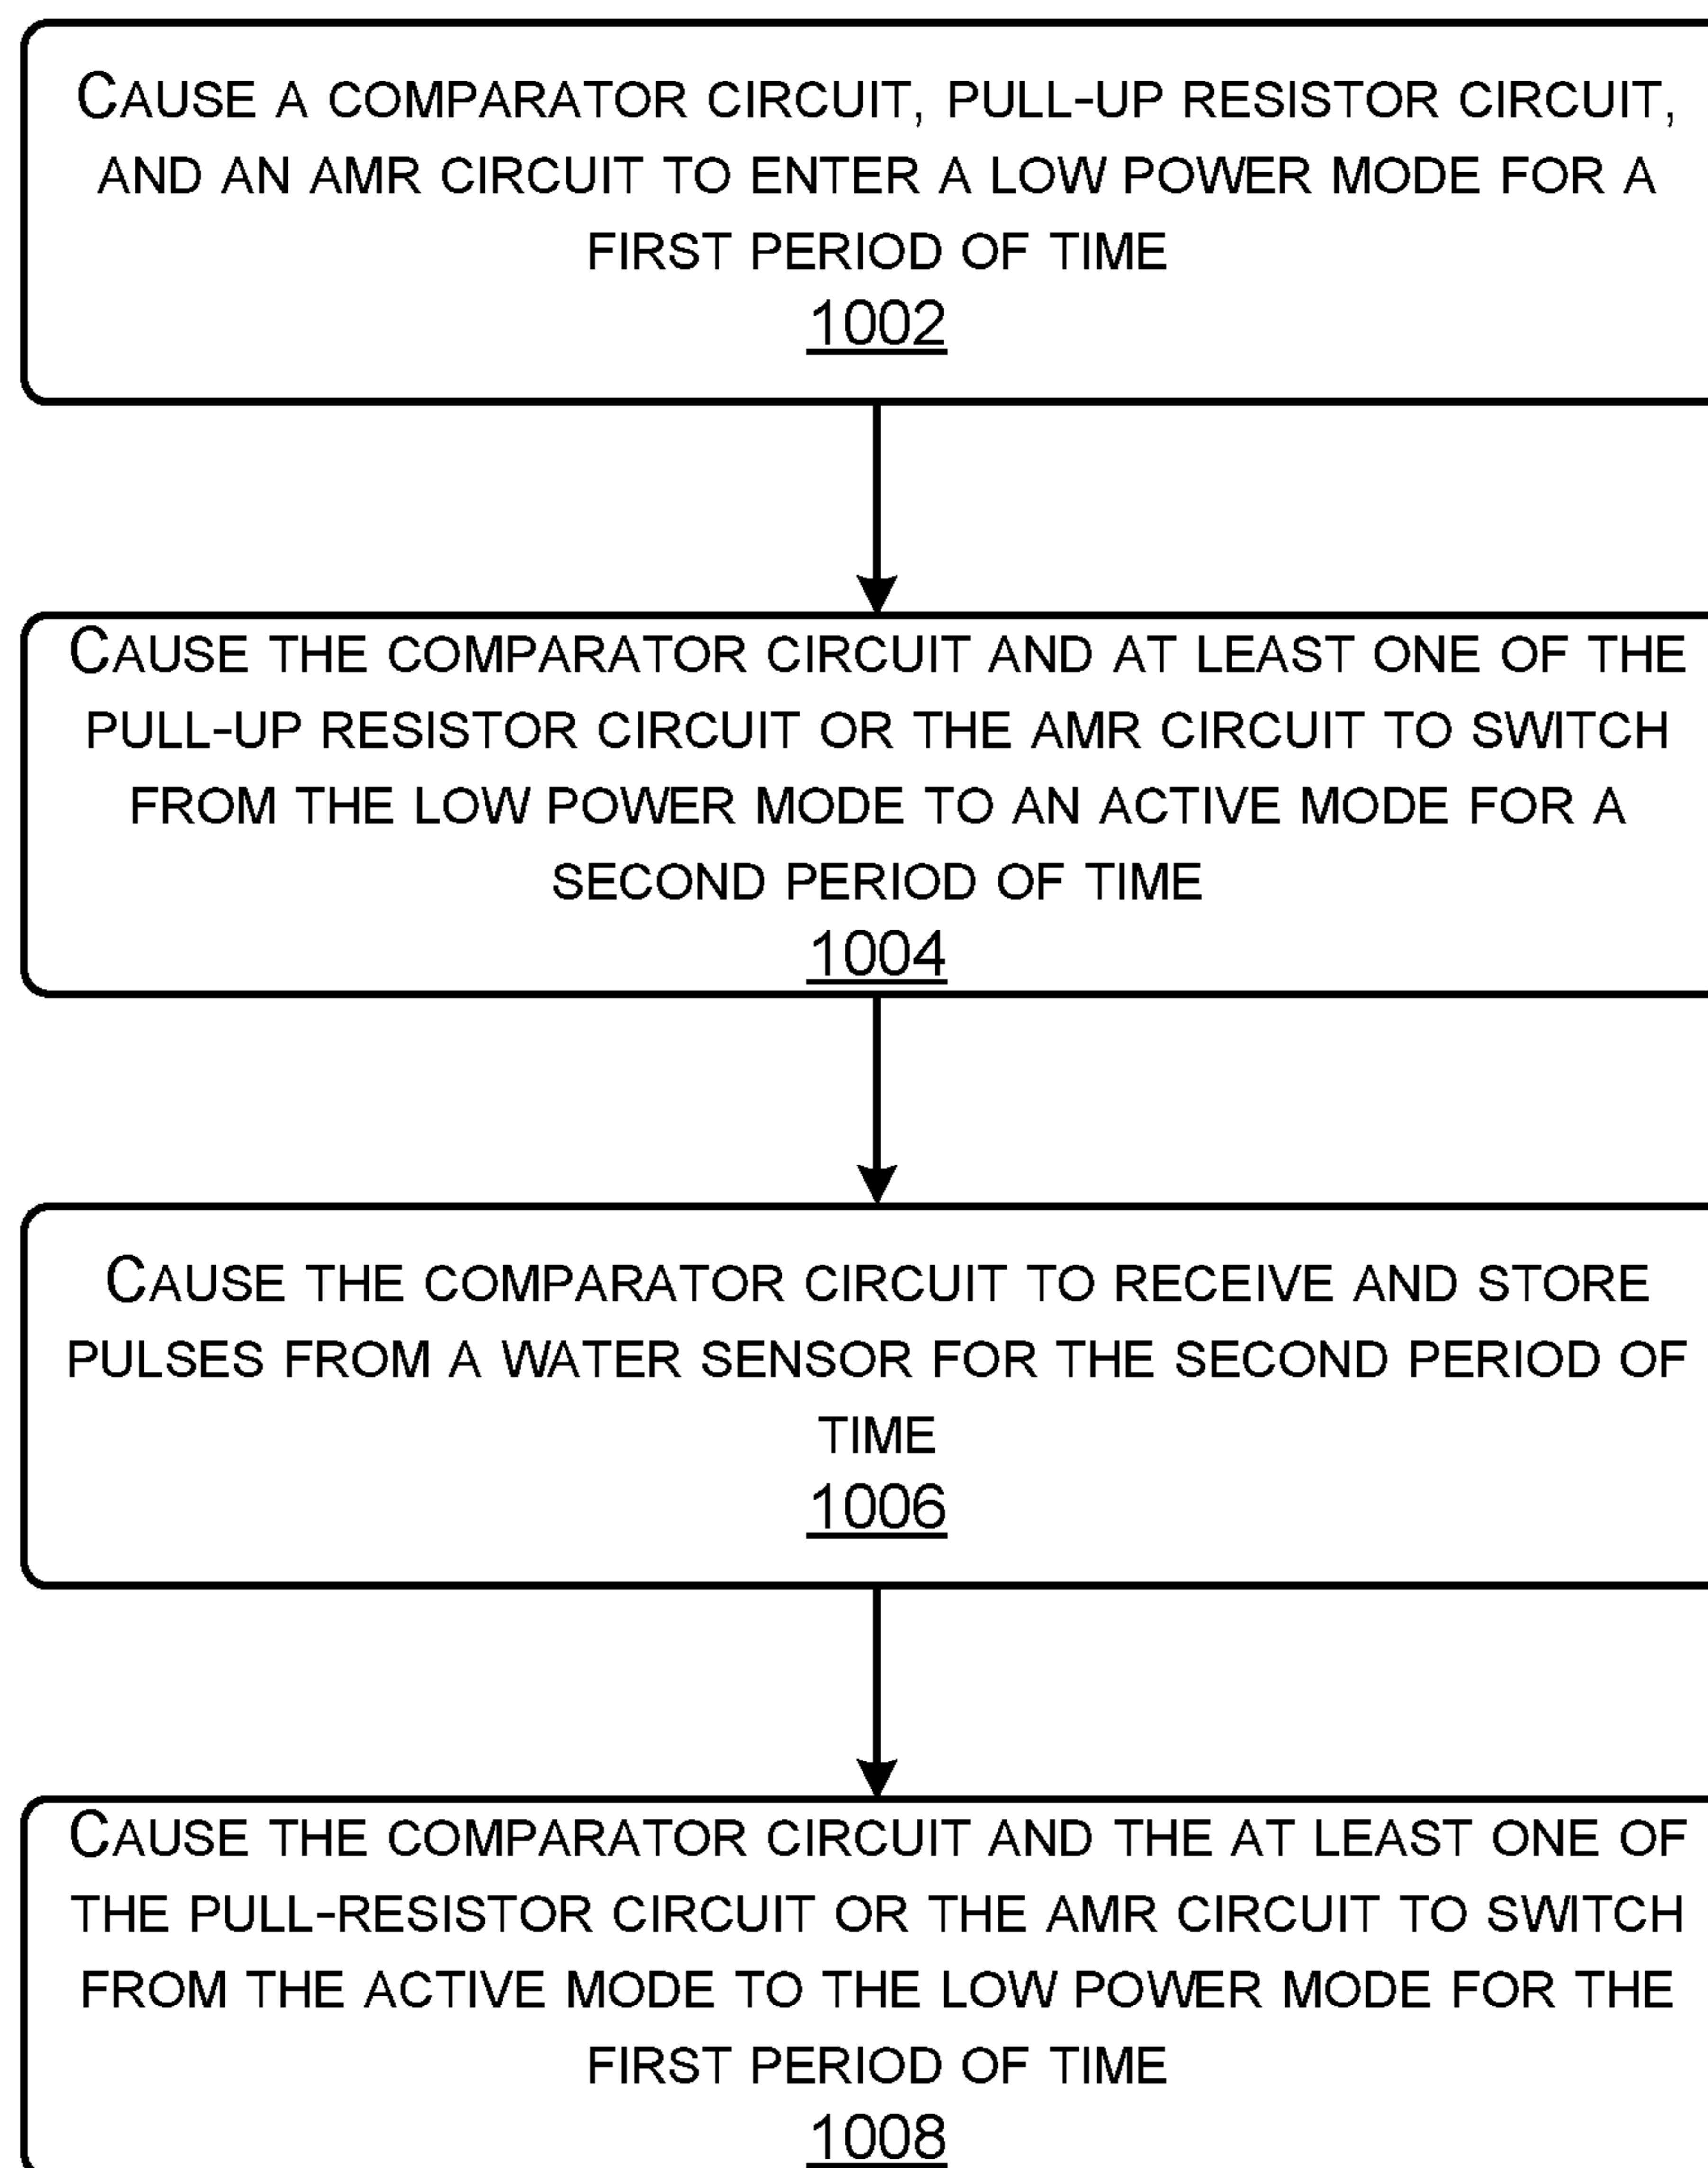 CAUSE A COMPARATOR CIRCUIT, PULL-UP RESISTOR CIRCUIT,
AND AN AMR CIRCUIT TO ENTER A LOW POWER MODE FOR A
FIRST PERIOD OF TIME
1002
CAUSE THE COMPARATOR CIRCUIT AND AT LEAST ONE OF THE
PULL-UP RESISTOR CIRCUIT OR THE AMR CIRCUIT TO SWITCH
FROM THE LOW POWER MODE TO AN ACTIVE MODE FOR A
SECOND PERIOD OF TIME
1004
CAUSE THE COMPARATOR CIRCUIT TO RECEIVE AND STORE
PULSES FROM A WATER SENSOR FOR THE SECOND PERIOD OF
TIME
1006
CAUSE THE COMPARATOR CIRCUIT AND THE AT LEAST ONE OF
THE PULL-RESISTOR CIRCUIT OR THE AMR CIRCUIT TO SWITCH
FROM THE ACTIVE MODE TO THE LOW POWER MODE FOR THE
FIRST PERIOD OF TIME
1008